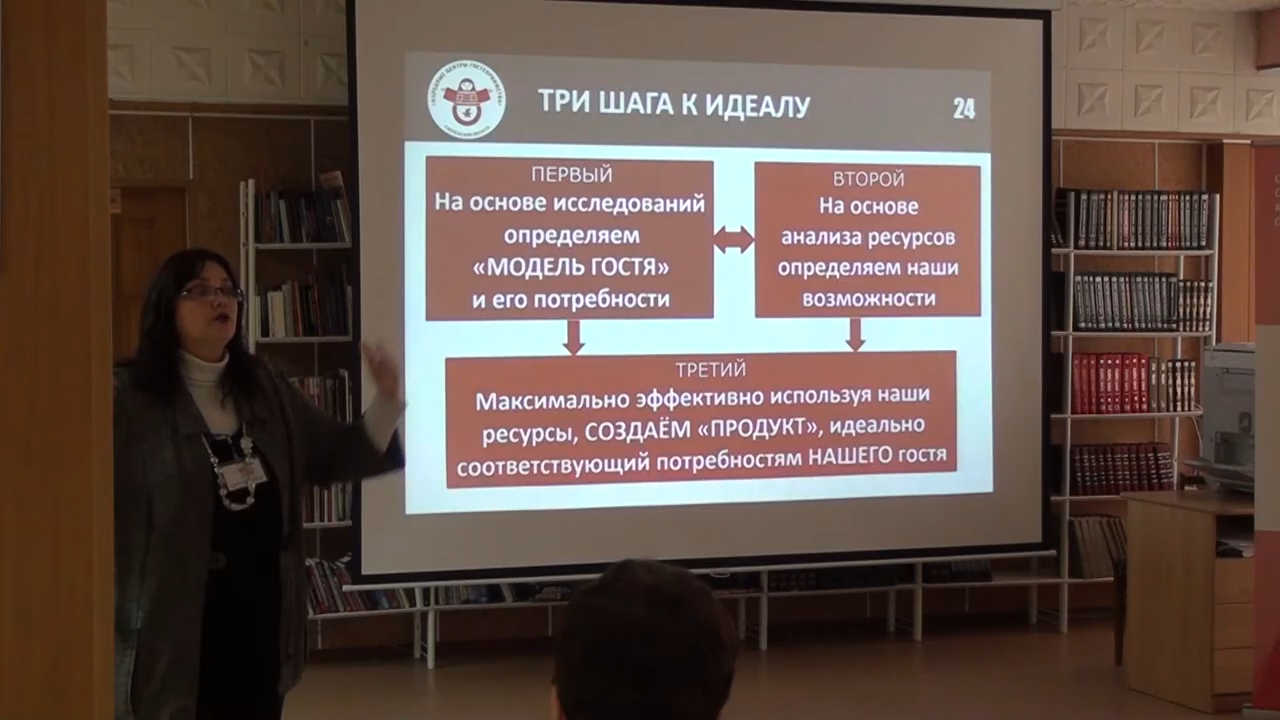 ТРИ ШАГА К ИДЕАЛУ
24
ПЕРВЫЙ
На основе исследований
определяем
«МОДЕЛЬ ГОСТЯ»
и его потребности
ВТОРОЙ
На основе
анализа ресурсов
определяем наши
возможности
ТРЕТИЙ
Максимально эффективно используя наши
ресурсы, СОЗДАЁМ «ПРОДУКТ», идеально
соответствующий потребностям НАШЕГО гостя